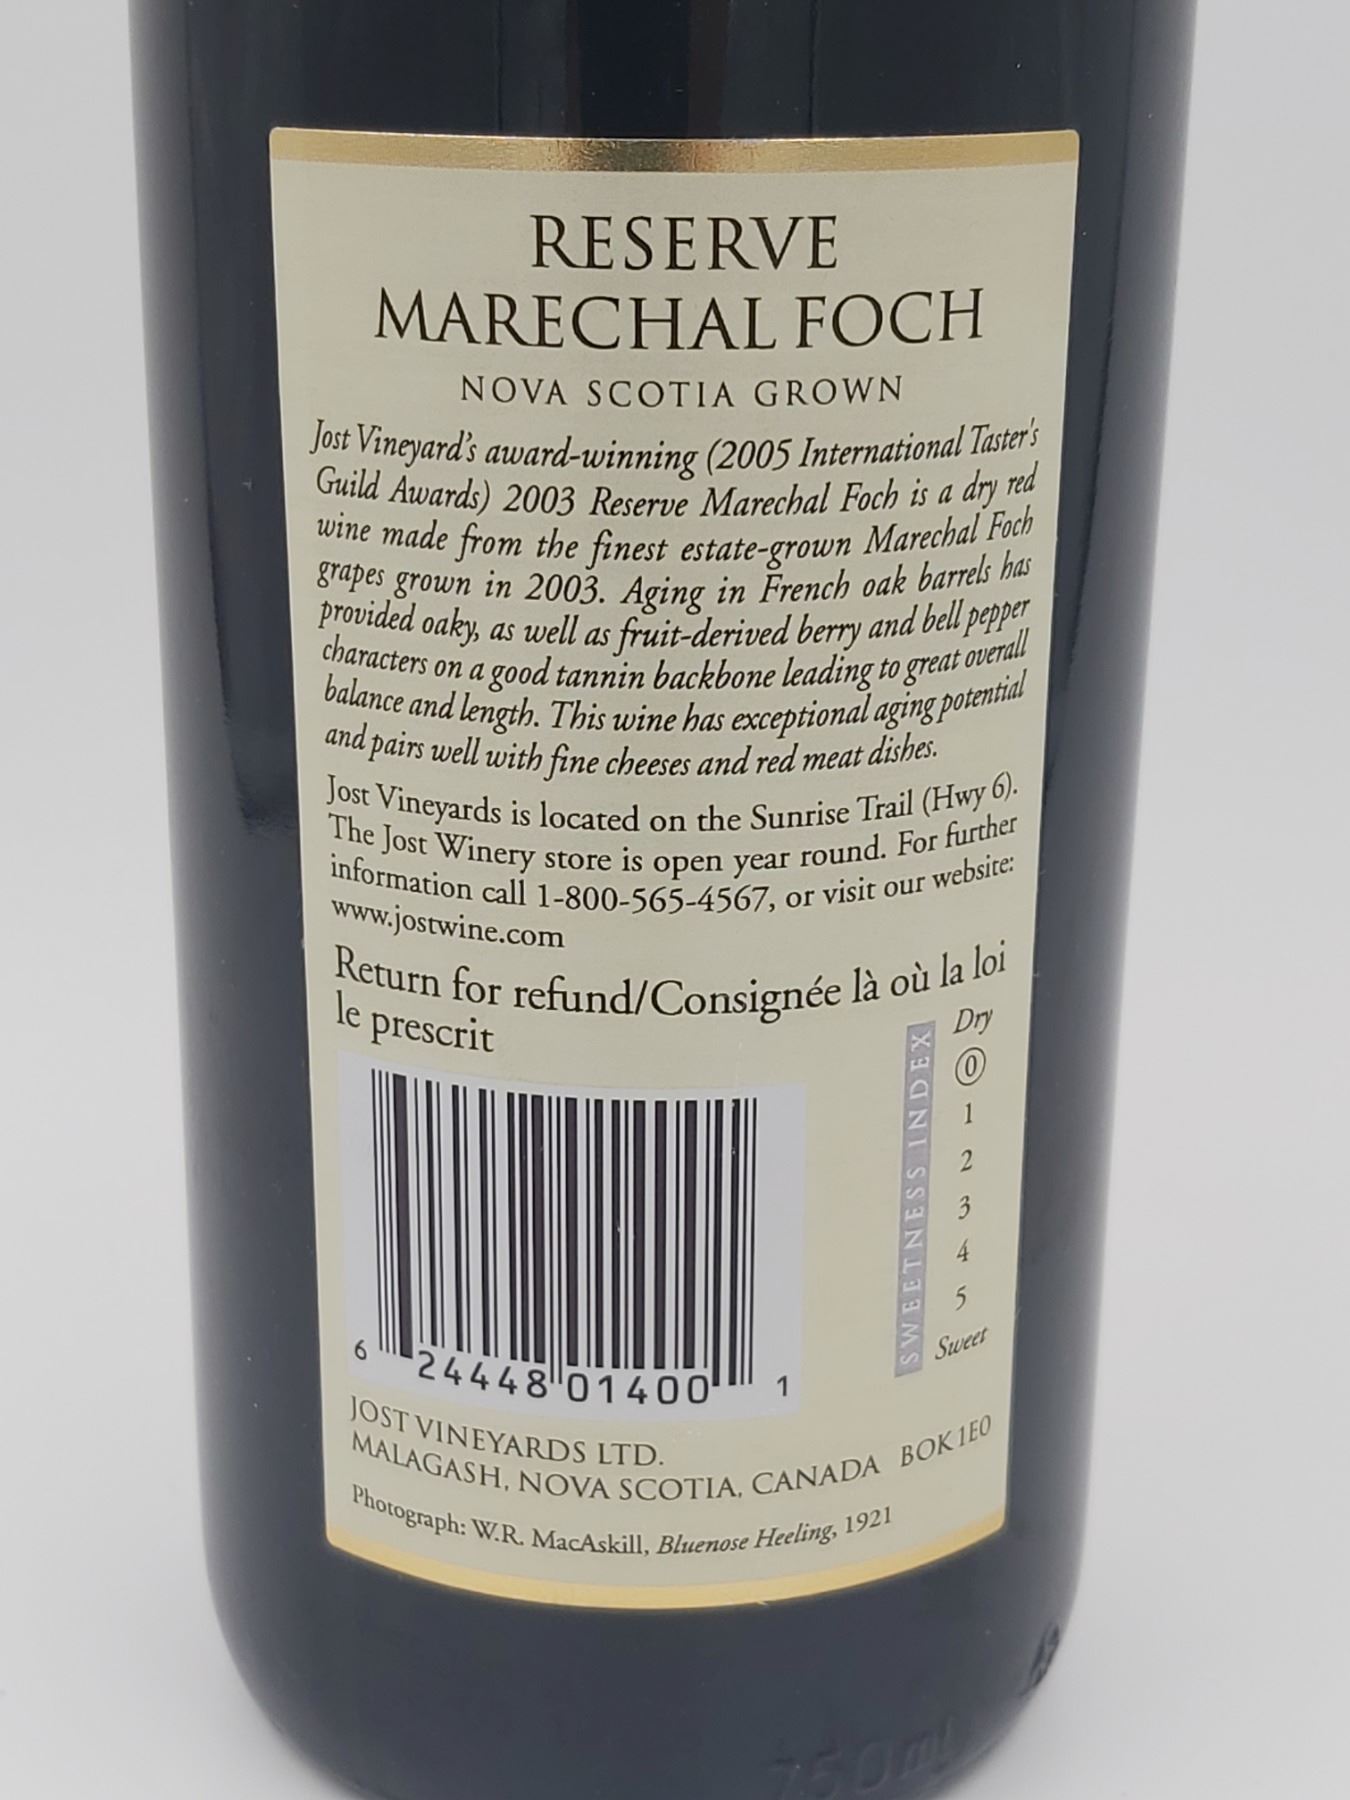 RESERVE
MARECHAL FOCH
NOVA SCOTIA GROWN
Jost Vineyard's award-winning (2005 International Taster's
Guild Awards) 2003 Reserve Marechal Foch is a dry red
wine made from the finest estate-grown Marechal Foch
grapes grown in 2003. Aging in French oak barrels has
provided oaky, as well as fruit-derived berry and bell pepper
characters on a good tannin backbone leading to great overall
balance and length. This wine has exceptional aging potential
and pairs well with fine cheeses and red meat dishes.
Jost Vineyards is located on the Sunrise Trail (Hwy 6).
The Jost Winery store is open year round. For further
information call 1-800-565-4567, or visit our website:
www.jostwine.com
Return for refund/Consignée là où la loi
le prescrit
SWEETNESS INDEX
Dry
0
1
2
3
4
5
Sweet
6 24448 01400 1
JOST VINEYARDS LTD.
MALAGASH, NOVA SCOTIA, CANADA BOK 1E0
Photograph: W.R. MacAskill, Bluenose Heeling, 1921
750ml